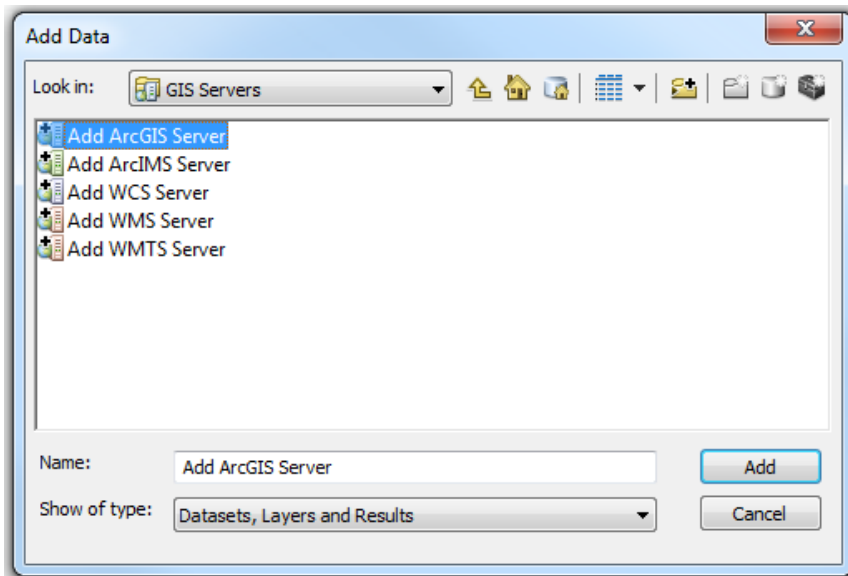 Add Data
Look in: GIS Servers
Add ArcGIS Server
Add ArcIMS Server
Add WCS Server
Add WMS Server
Add WMTS Server
Name: Add ArcGIS Server Add
Show of type: Datasets, Layers and Results Cancel